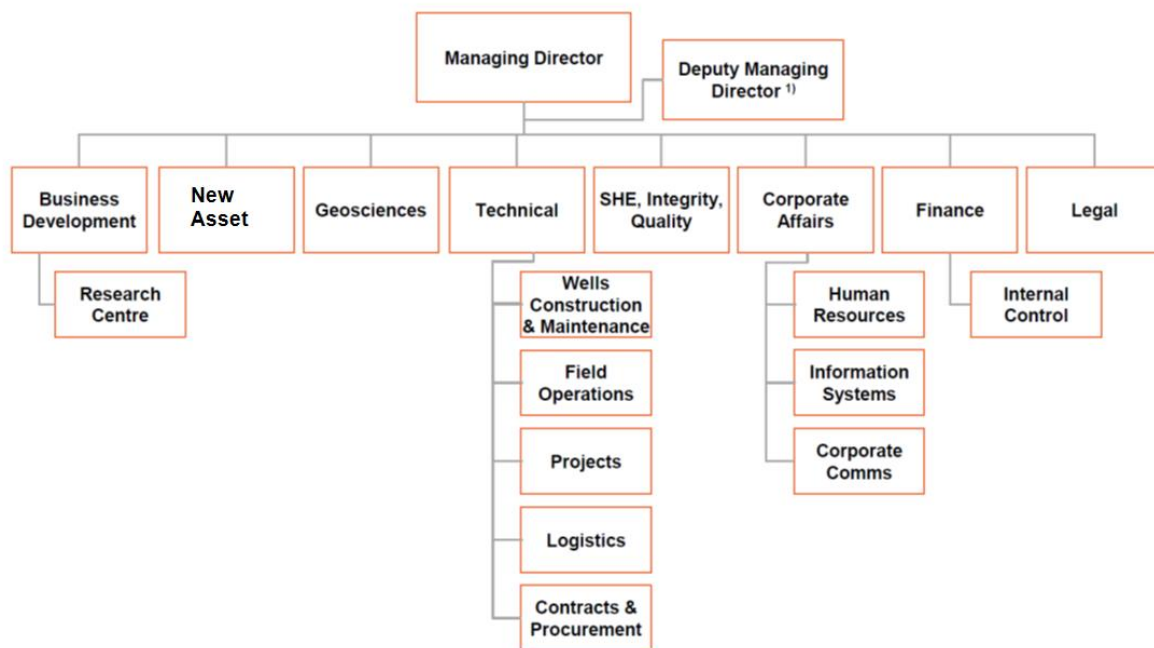 Managing Director
Deputy Managing
Director ¹⁾
Business
Development
New
Asset
Geosciences
Technical
SHE, Integrity,
Quality
Corporate
Affairs
Finance
Legal
Research
Centre
Wells
Construction
& Maintenance
Field
Operations
Projects
Logistics
Contracts &
Procurement
Human
Resources
Information
Systems
Corporate
Comms
Internal
Control